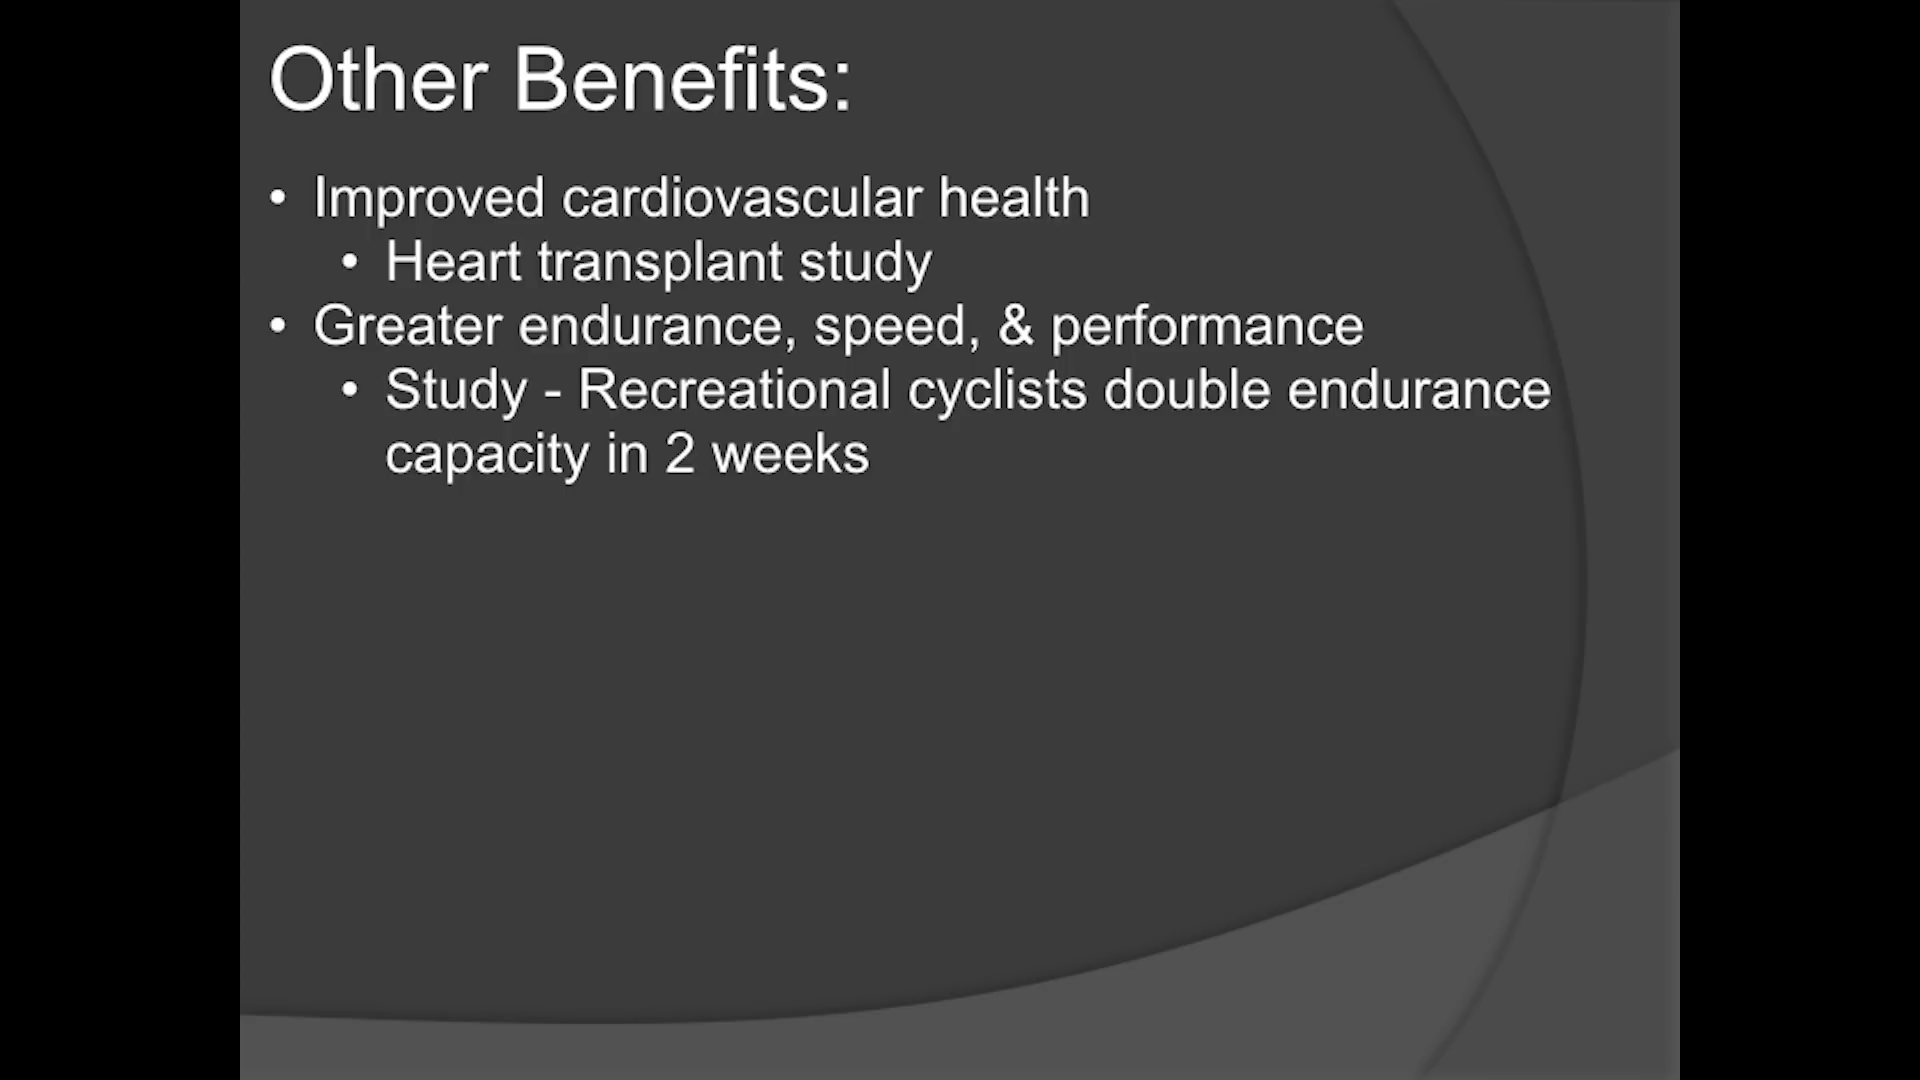 Other Benefits:
• Improved cardiovascular health
• Heart transplant study
• Greater endurance, speed, & performance
• Study - Recreational cyclists double endurance
capacity in 2 weeks